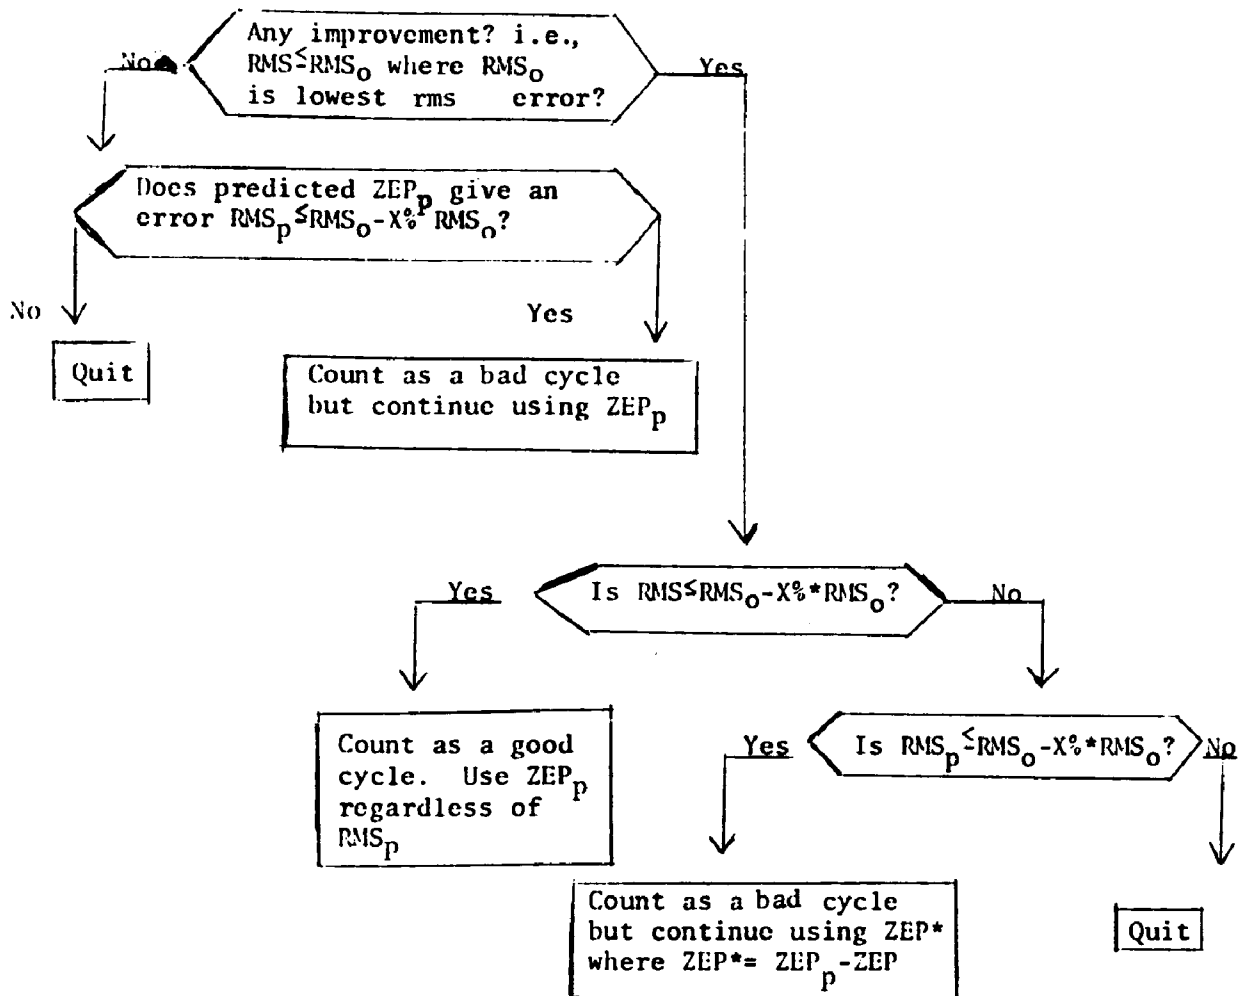 Any improvement? i.e.,
RMS≤RMSo where RMSo
is lowest rms error?
No
Yes
Does predicted ZEPp give an
error RMSp≤RMSo-X%*RMSo?
No
Yes
Quit
Count as a bad cycle
but continue using ZEPp
Is RMS≤RMSo-X%*RMSo?
Yes
No
Count as a good
cycle. Use ZEPp
regardless of
RMSp
Is RMSp≤RMSo-X%*RMSo?
Yes
No
Count as a bad cycle
but continue using ZEP*
where ZEP*= ZEPp-ZEP
Quit